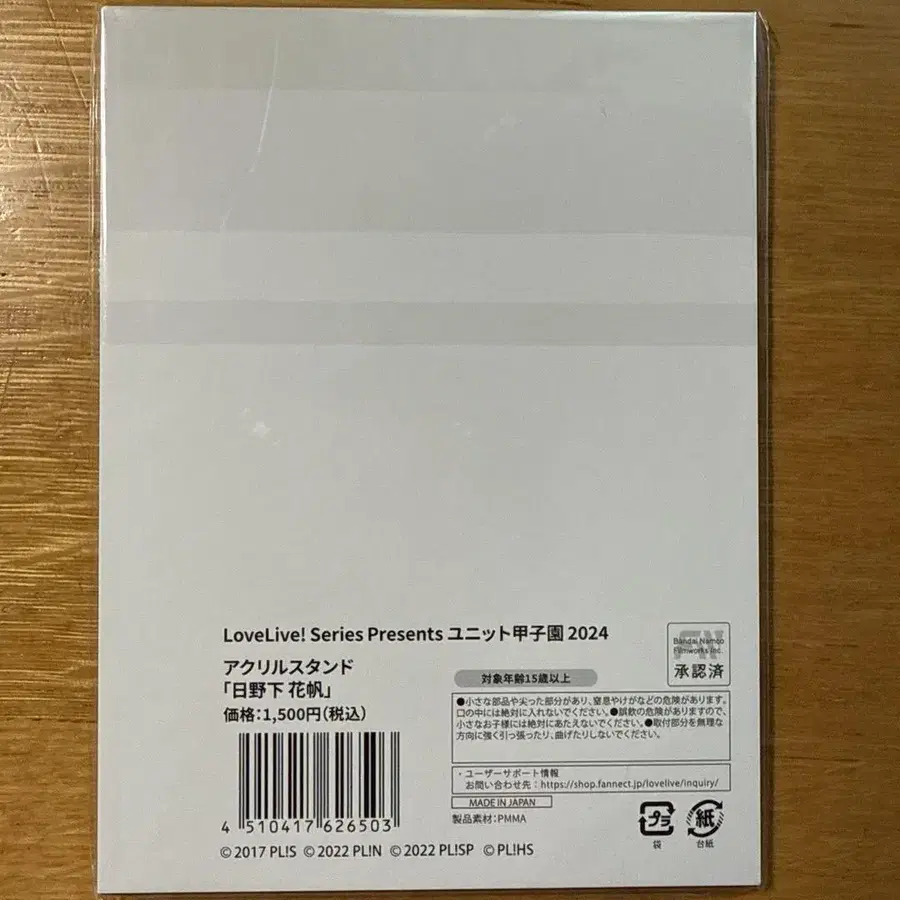 LoveLive! Series Presents ユニット甲子園 2024
アクリルスタンド
「日野下 花帆」
価格:1,500円(税込)
対象年齢15歳以上
Bandai Namco
Filmworks Inc.
承認済
●小さな部品や尖った部分があり、窒息やけがなどの危険があります。
口の中には絶対に入れないでください。●誤飲の危険がありますので、
小さなお子様には絶対にあたえないでください。●取付部分を無理な
方向に強く引っ張ったり、曲げたりしないでください。
・ユーザーサポート情報
お問い合わせ先:https://shop.fannect.jp/lovelive/inquiry/
MADE IN JAPAN
製品素材:PMMA
プラ
袋
紙
台紙
4 510417 626503
© 2017 PL!S © 2022 PL!N © 2022 PL!SP © PL!HS